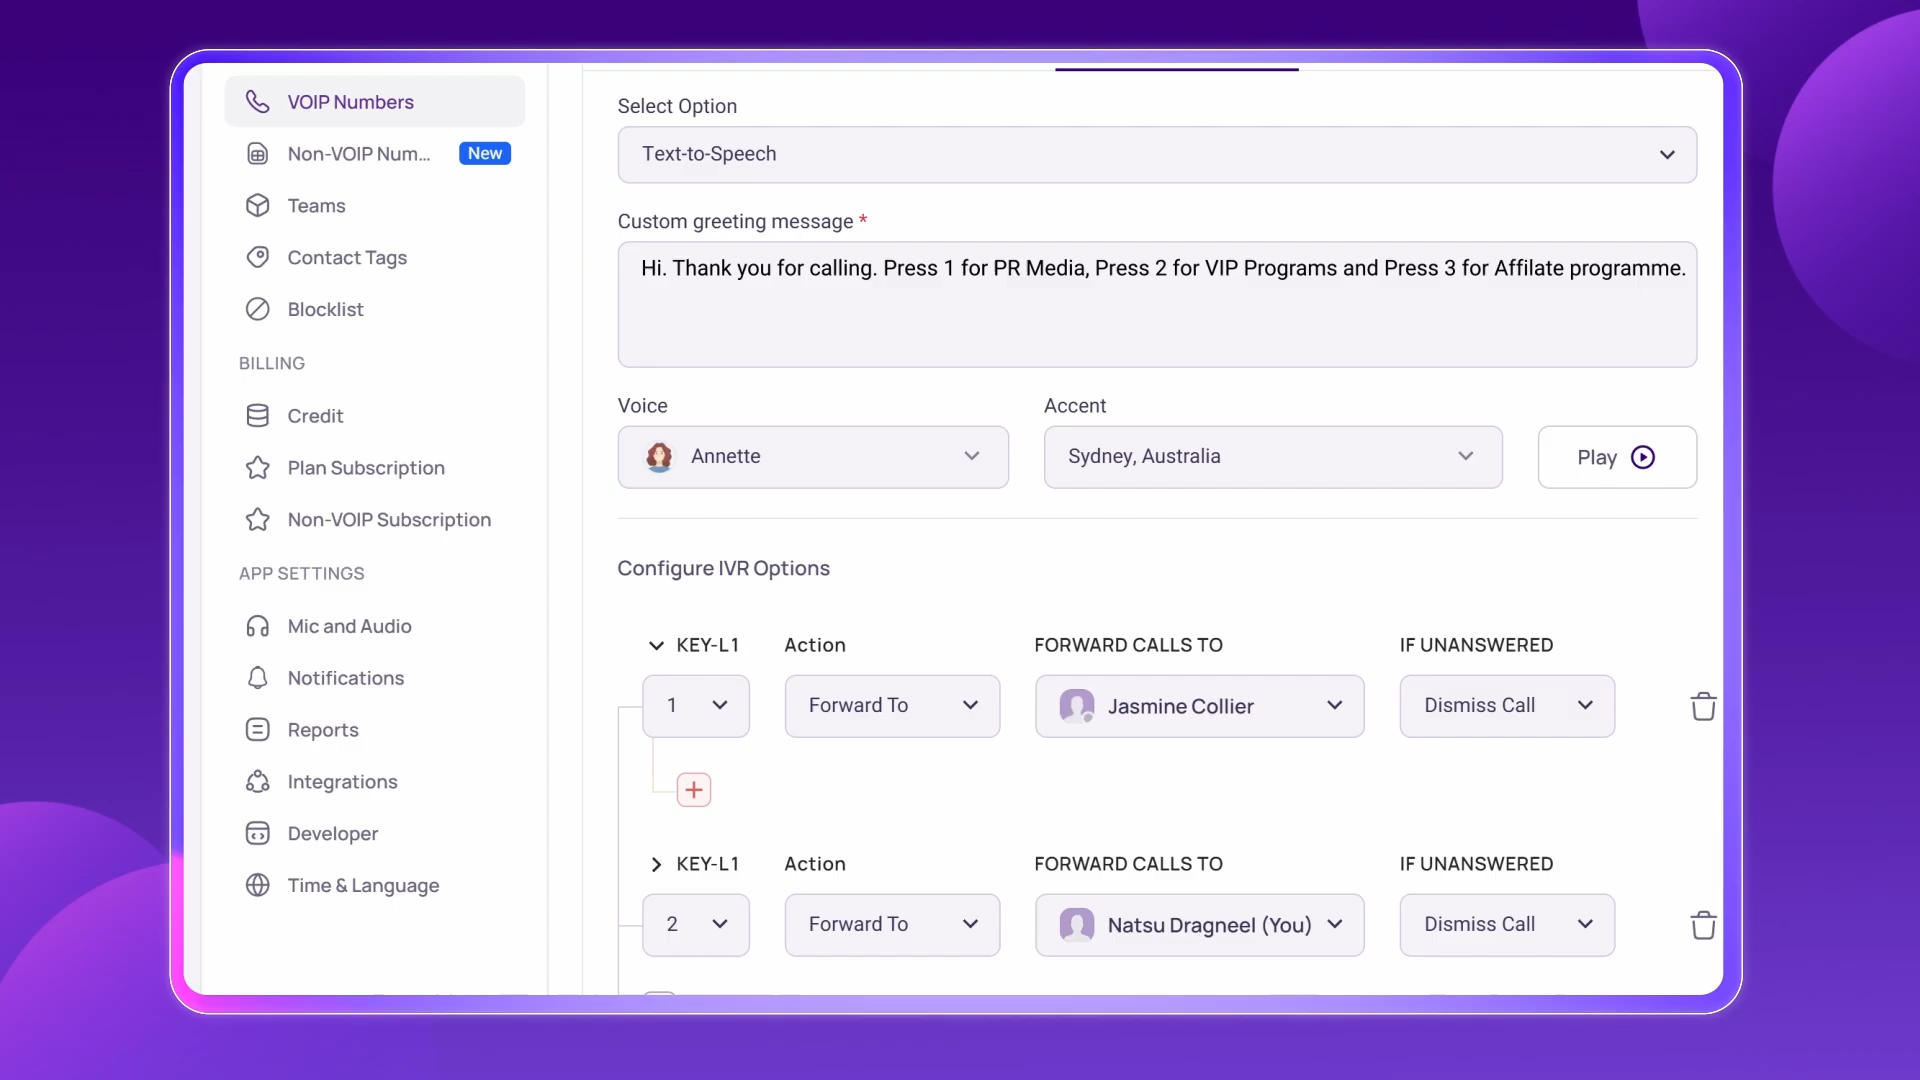 VOIP Numbers
Non-VOIP Num... New
Teams
Contact Tags
Blocklist
BILLING
Credit
Plan Subscription
Non-VOIP Subscription
APP SETTINGS
Mic and Audio
Notifications
Reports
Integrations
Developer
Time & Language
Select Option
Text-to-Speech
Custom greeting message *
Hi. Thank you for calling. Press 1 for PR Media, Press 2 for VIP Programs and Press 3 for Affilate programme.
Voice Accent
Annette Sydney, Australia Play
Configure IVR Options
KEY-L1 Action FORWARD CALLS TO IF UNANSWERED
1 Forward To Jasmine Collier Dismiss Call
KEY-L1 Action FORWARD CALLS TO IF UNANSWERED
2 Forward To Natsu Dragneel (You) Dismiss Call